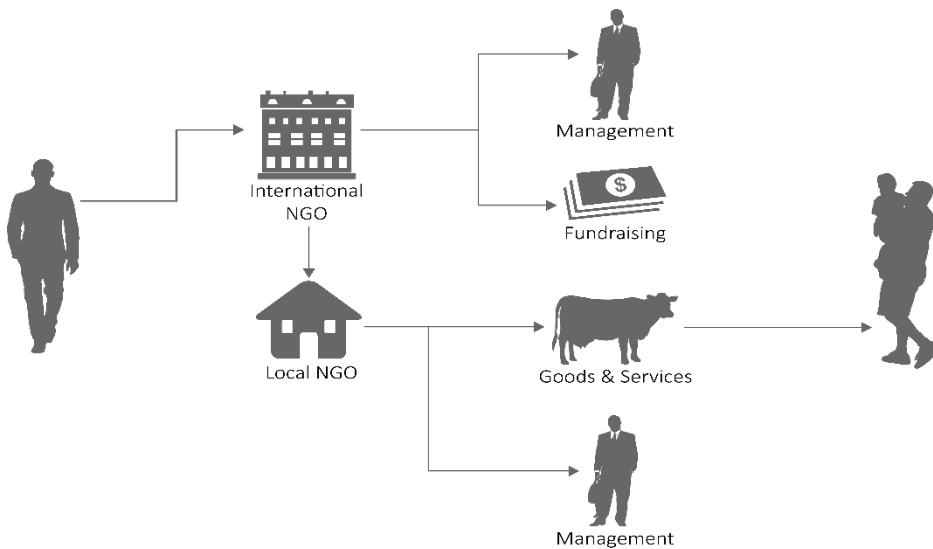 Management
International
NGO
$
Fundraising
Local NGO
Goods & Services
Management